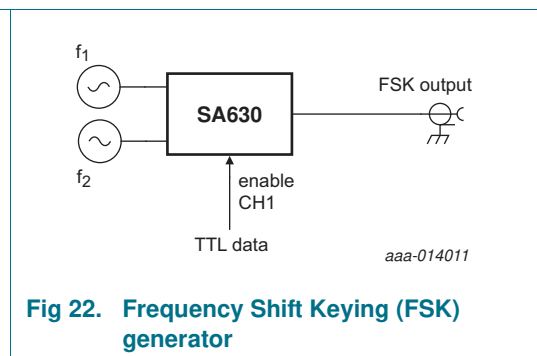 f1
FSK output
SA630
f2
enable
CH1
TTL data
aaa-014011
Fig 22. Frequency Shift Keying (FSK)
generator